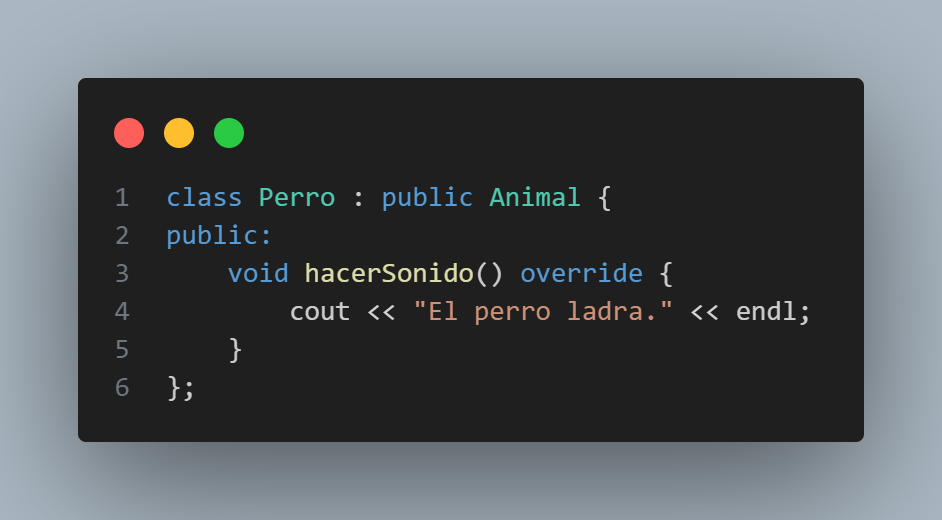 1 class Perro : public Animal {
2 public:
3     void hacerSonido() override {
4         cout << "El perro ladra." << endl;
5     }
6 };